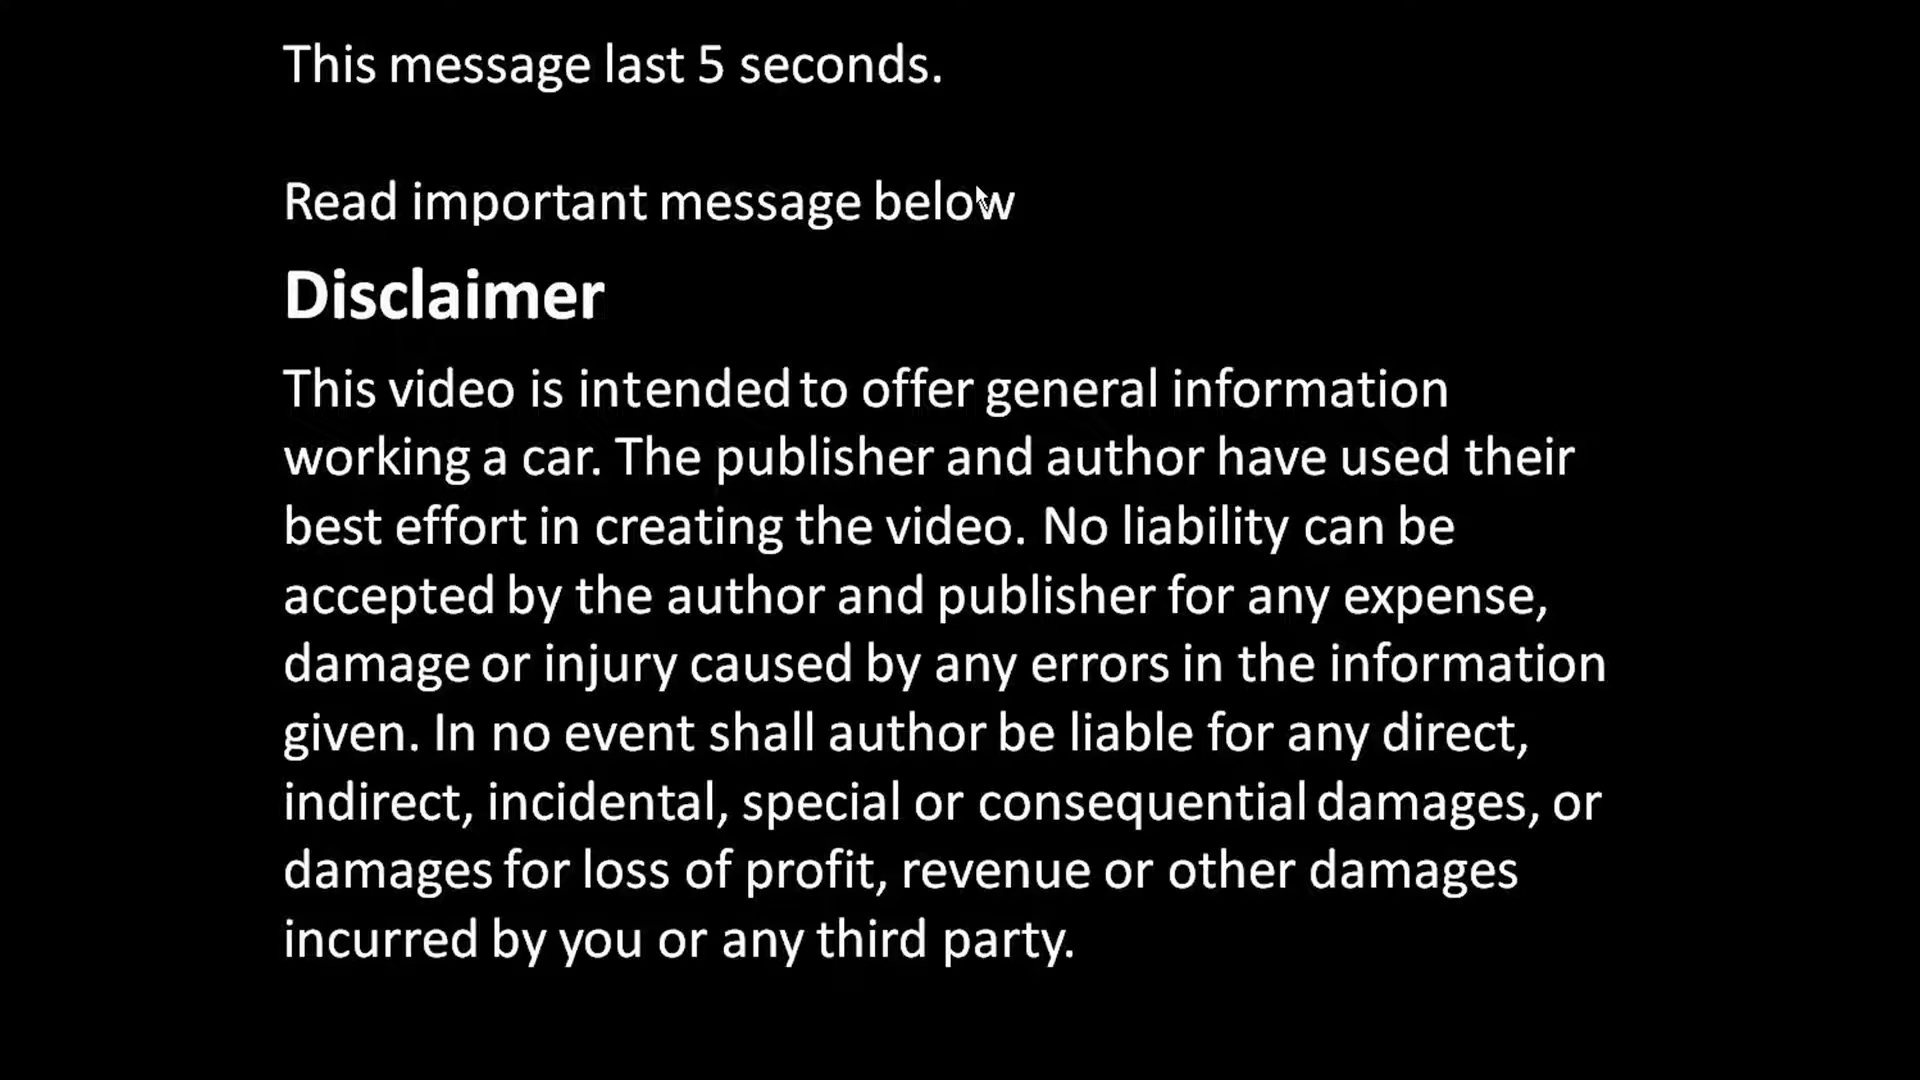 This message last 5 seconds.
Read important message below
Disclaimer
This video is intended to offer general information
working a car. The publisher and author have used their
best effort in creating the video. No liability can be
accepted by the author and publisher for any expense,
damage or injury caused by any errors in the information
given. In no event shall author be liable for any direct,
indirect, incidental, special or consequential damages, or
damages for loss of profit, revenue or other damages
incurred by you or any third party.